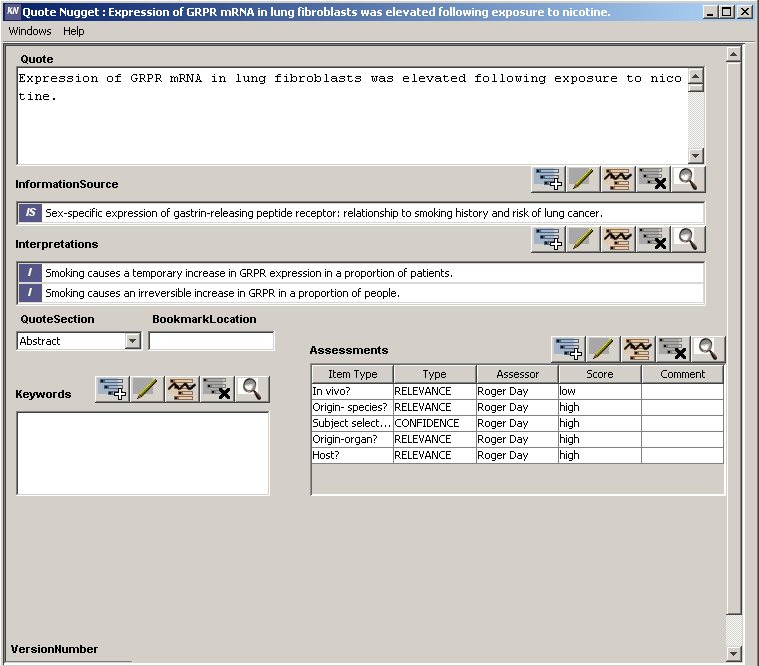 KN Quote Nugget : Expression of GRPR mRNA in lung fibroblasts was elevated following exposure to nicotine.
Windows Help
Quote
Expression of GRPR mRNA in lung fibroblasts was elevated following exposure to nico
tine.
InformationSource
IS Sex-specific expression of gastrin-releasing peptide receptor: relationship to smoking history and risk of lung cancer.
Interpretations
I Smoking causes a temporary increase in GRPR expression in a proportion of patients.
I Smoking causes an irreversible increase in GRPR in a proportion of people.
QuoteSection BookmarkLocation
Abstract
Keywords
Assessments
Item Type Type Assessor Score Comment
In vivo? RELEVANCE Roger Day low
Origin- species? RELEVANCE Roger Day high
Subject select... CONFIDENCE Roger Day high
Origin-organ? RELEVANCE Roger Day high
Host? RELEVANCE Roger Day high
VersionNumber